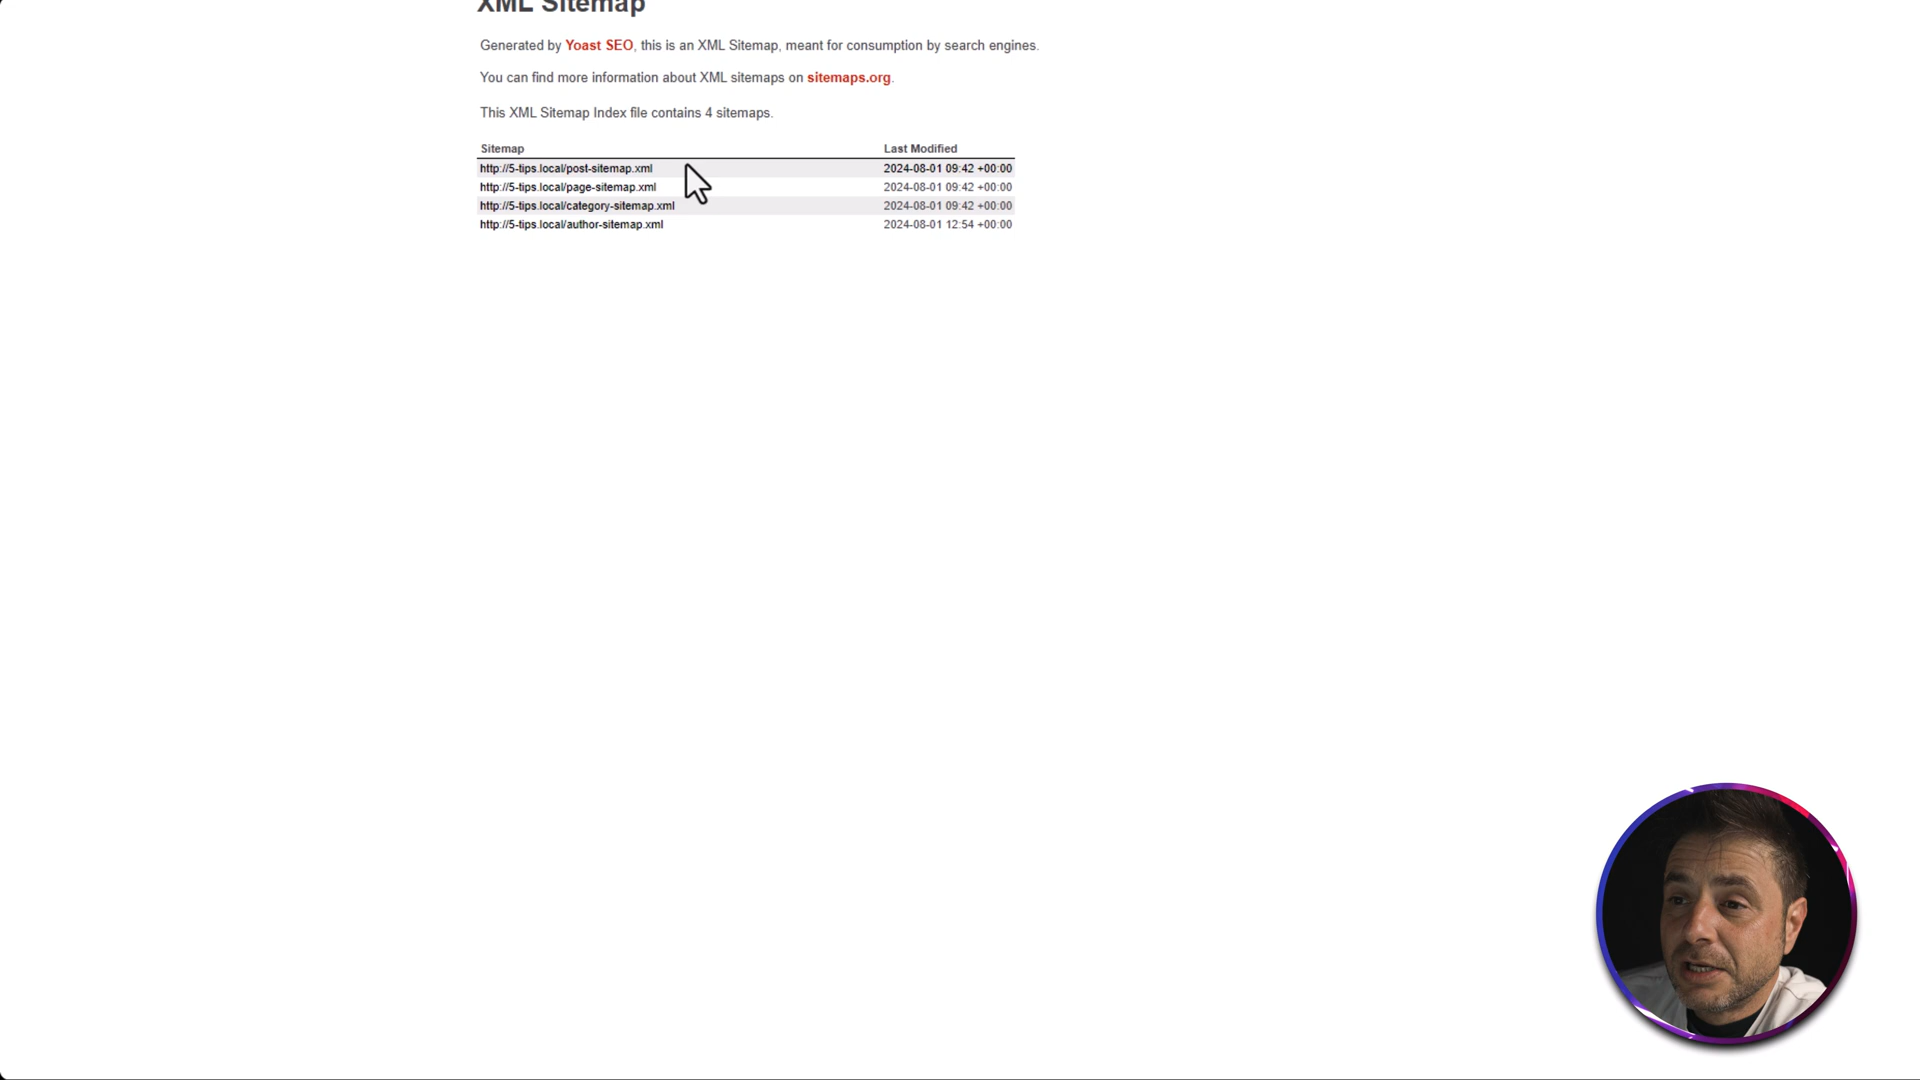 XML Sitemap
Generated by Yoast SEO, this is an XML Sitemap, meant for consumption by search engines.
You can find more information about XML sitemaps on sitemaps.org.
This XML Sitemap Index file contains 4 sitemaps.
Sitemap Last Modified
http://5-tips.local/post-sitemap.xml 2024-08-01 09:42 +00:00
http://5-tips.local/page-sitemap.xml 2024-08-01 09:42 +00:00
http://5-tips.local/category-sitemap.xml 2024-08-01 09:42 +00:00
http://5-tips.local/author-sitemap.xml 2024-08-01 12:54 +00:00